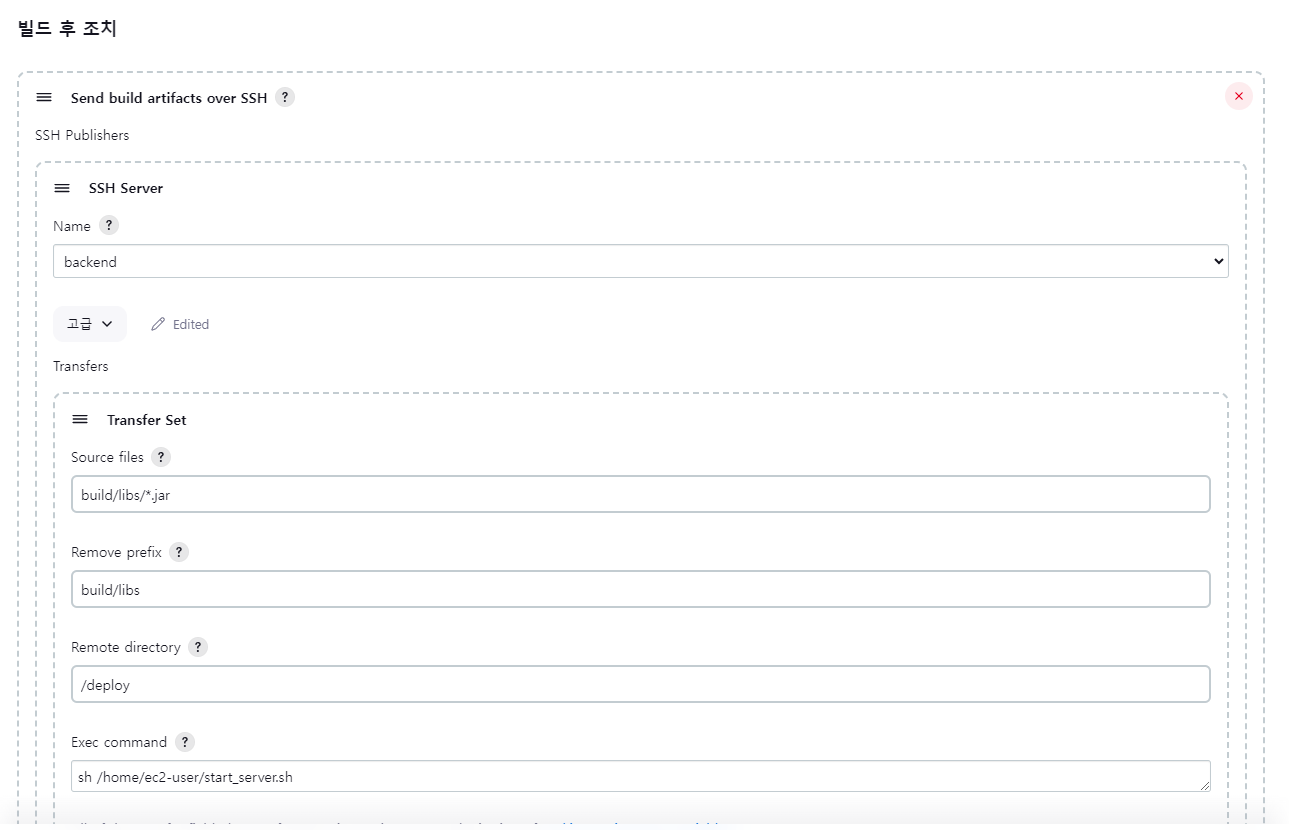 빌드 후 조치
Send build artifacts over SSH ?
SSH Publishers
SSH Server
Name ?
backend
고급 Edited
Transfers
Transfer Set
Source files ?
build/libs/*.jar
Remove prefix ?
build/libs
Remote directory ?
/deploy
Exec command ?
sh /home/ec2-user/start_server.sh